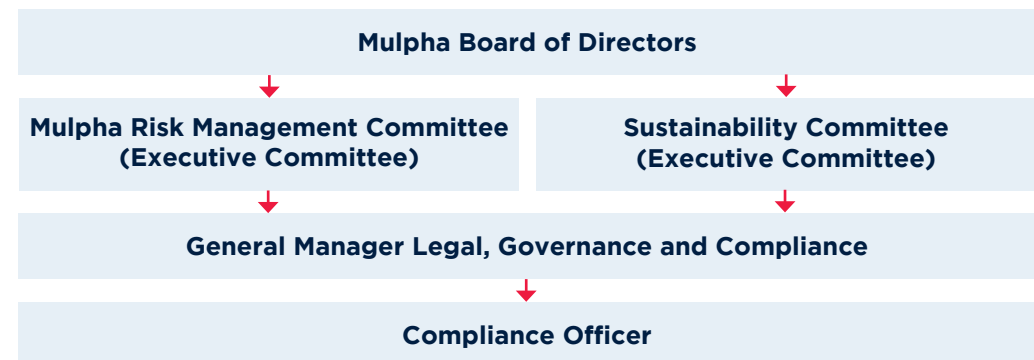 Mulpha Board of Directors
Mulpha Risk Management Committee
(Executive Committee)
Sustainability Committee
(Executive Committee)
General Manager Legal, Governance and Compliance
Compliance Officer